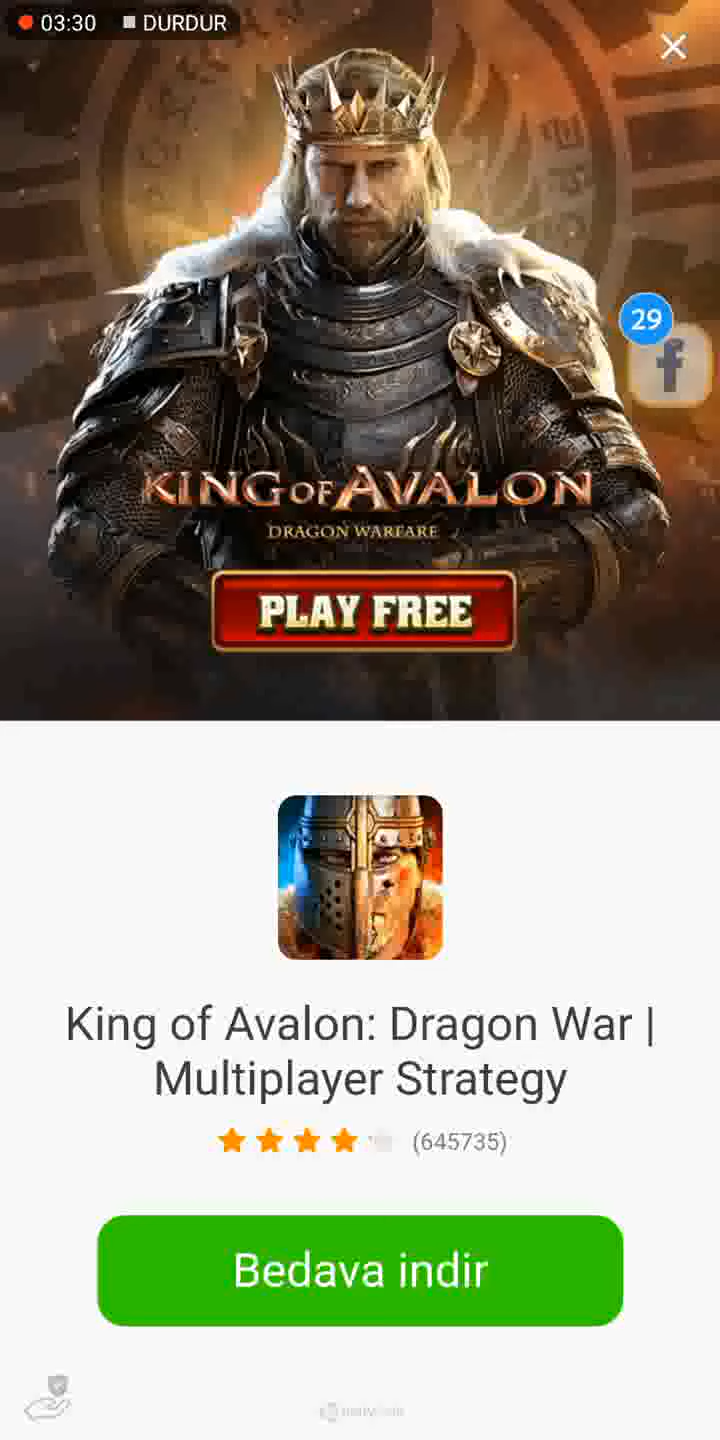 03:30 DURDUR
29
KING OF AVALON
DRAGON WARFARE
PLAY FREE
King of Avalon: Dragon War |
Multiplayer Strategy
(645735)
Bedava indir